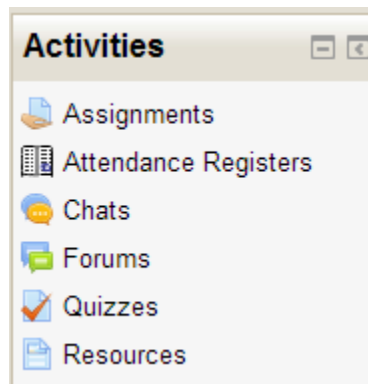 Activities
Assignments
Attendance Registers
Chats
Forums
Quizzes
Resources